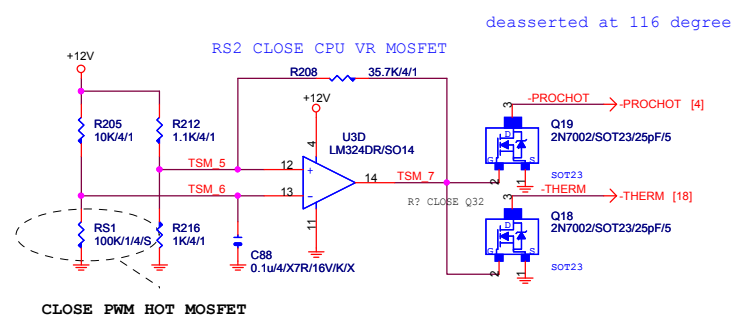 deasserted at 116 degree
RS2 CLOSE CPU VR MOSFET
+12V
R208
35.7K/4/1
+12V
-PROCHOT
-PROCHOT [4]
3
R205
10K/4/1
R212
1.1K/4/1
Q19
2N7002/SOT23/25pF/5
D
G
S
U3D
LM324DR/SO14
4
TSM_5
12
+
14
TSM_7
2
1
SOT23
TSM_6
13
-
R? CLOSE Q32
-THERM
-THERM [18]
3
RS1
100K/1/4/S
R216
1K/4/1
11
Q18
2N7002/SOT23/25pF/5
D
G
S
C88
0.1u/4/X7R/16V/K/X
2
1
SOT23
CLOSE PWM HOT MOSFET